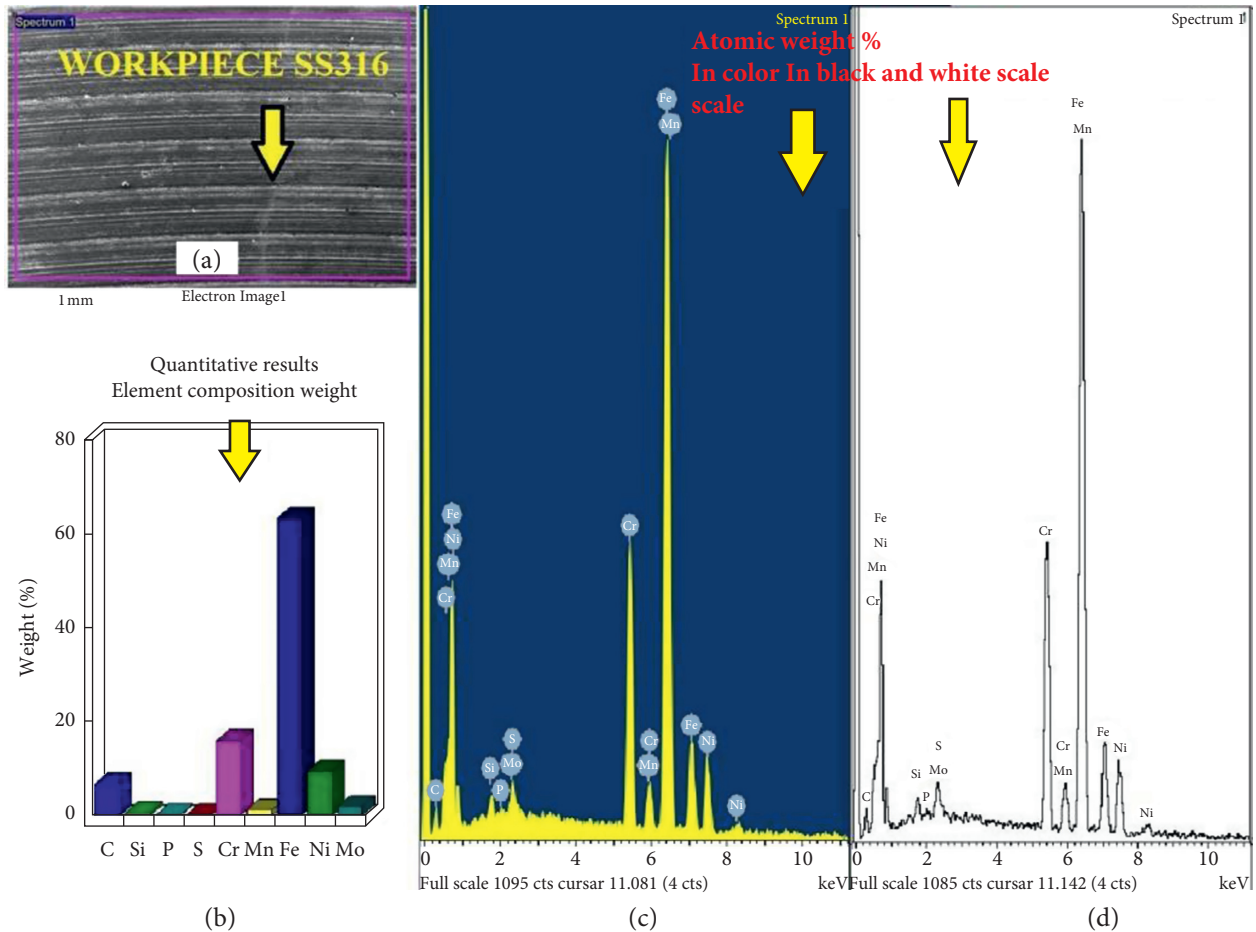 Spectrum 1
WORKPIECE SS316
(a)
1mm
Electron Image1
Quantitative results
Element composition weight
80
60
40
20
0
Weight (%)
C Si P S Cr Mn Fe Ni Mo
(b)
Spectrum 1
Atomic weight %
In color In black and white scale
scale
Fe
Mn
Cr
Fe
Ni
Mn
Cr
C
Si
P
S
Mo
Cr
Mn
Fe
Ni
Ni
0 2 4 6 8 10
Full scale 1095 cts cursar 11.081 (4 cts) keV
(c)
Spectrum 1
Fe
Mn
Cr
Fe
Ni
Mn
Cr
C
Si
P
S
Mo
Cr
Mn
Fe
Ni
Ni
0 2 4 6 8 10
Full scale 1085 cts cursar 11.142 (4 cts) keV
(d)